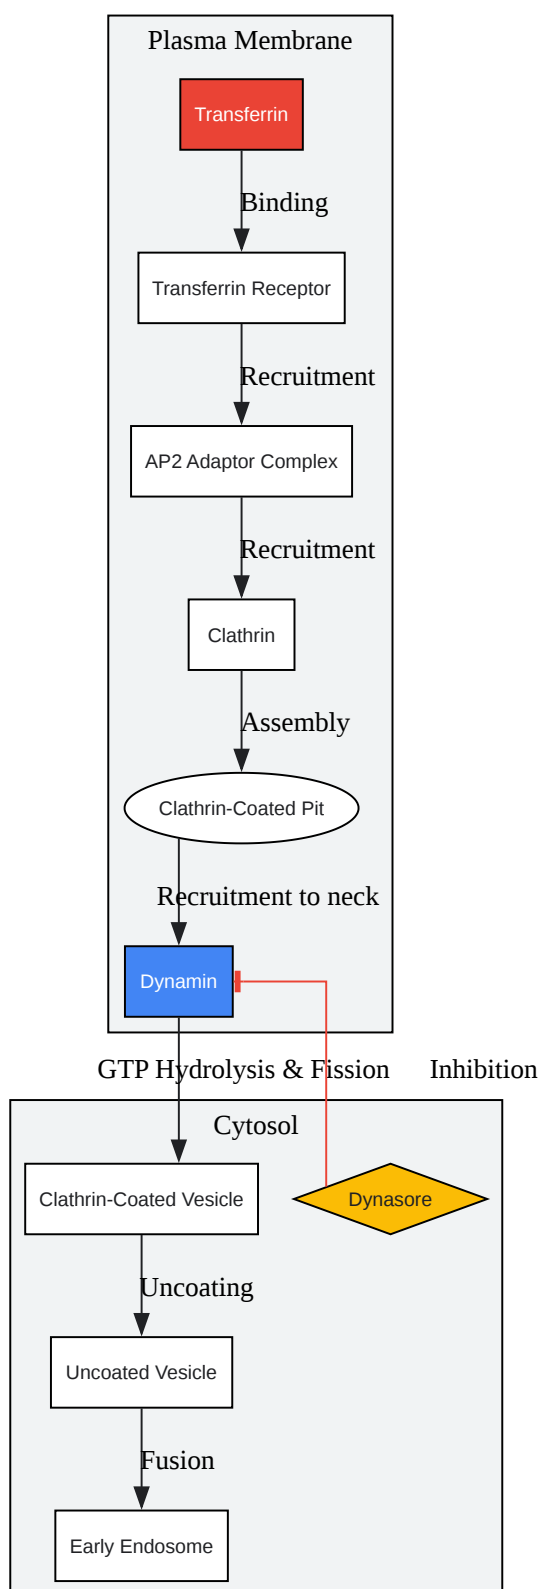 Plasma Membrane
Transferrin
Binding
Transferrin Receptor
Recruitment
AP2 Adaptor Complex
Recruitment
Clathrin
Assembly
Clathrin-Coated Pit
Recruitment to neck
Dynamin
GTP Hydrolysis & Fission
Inhibition
Cytosol
Clathrin-Coated Vesicle
Dynasore
Uncoating
Uncoated Vesicle
Fusion
Early Endosome